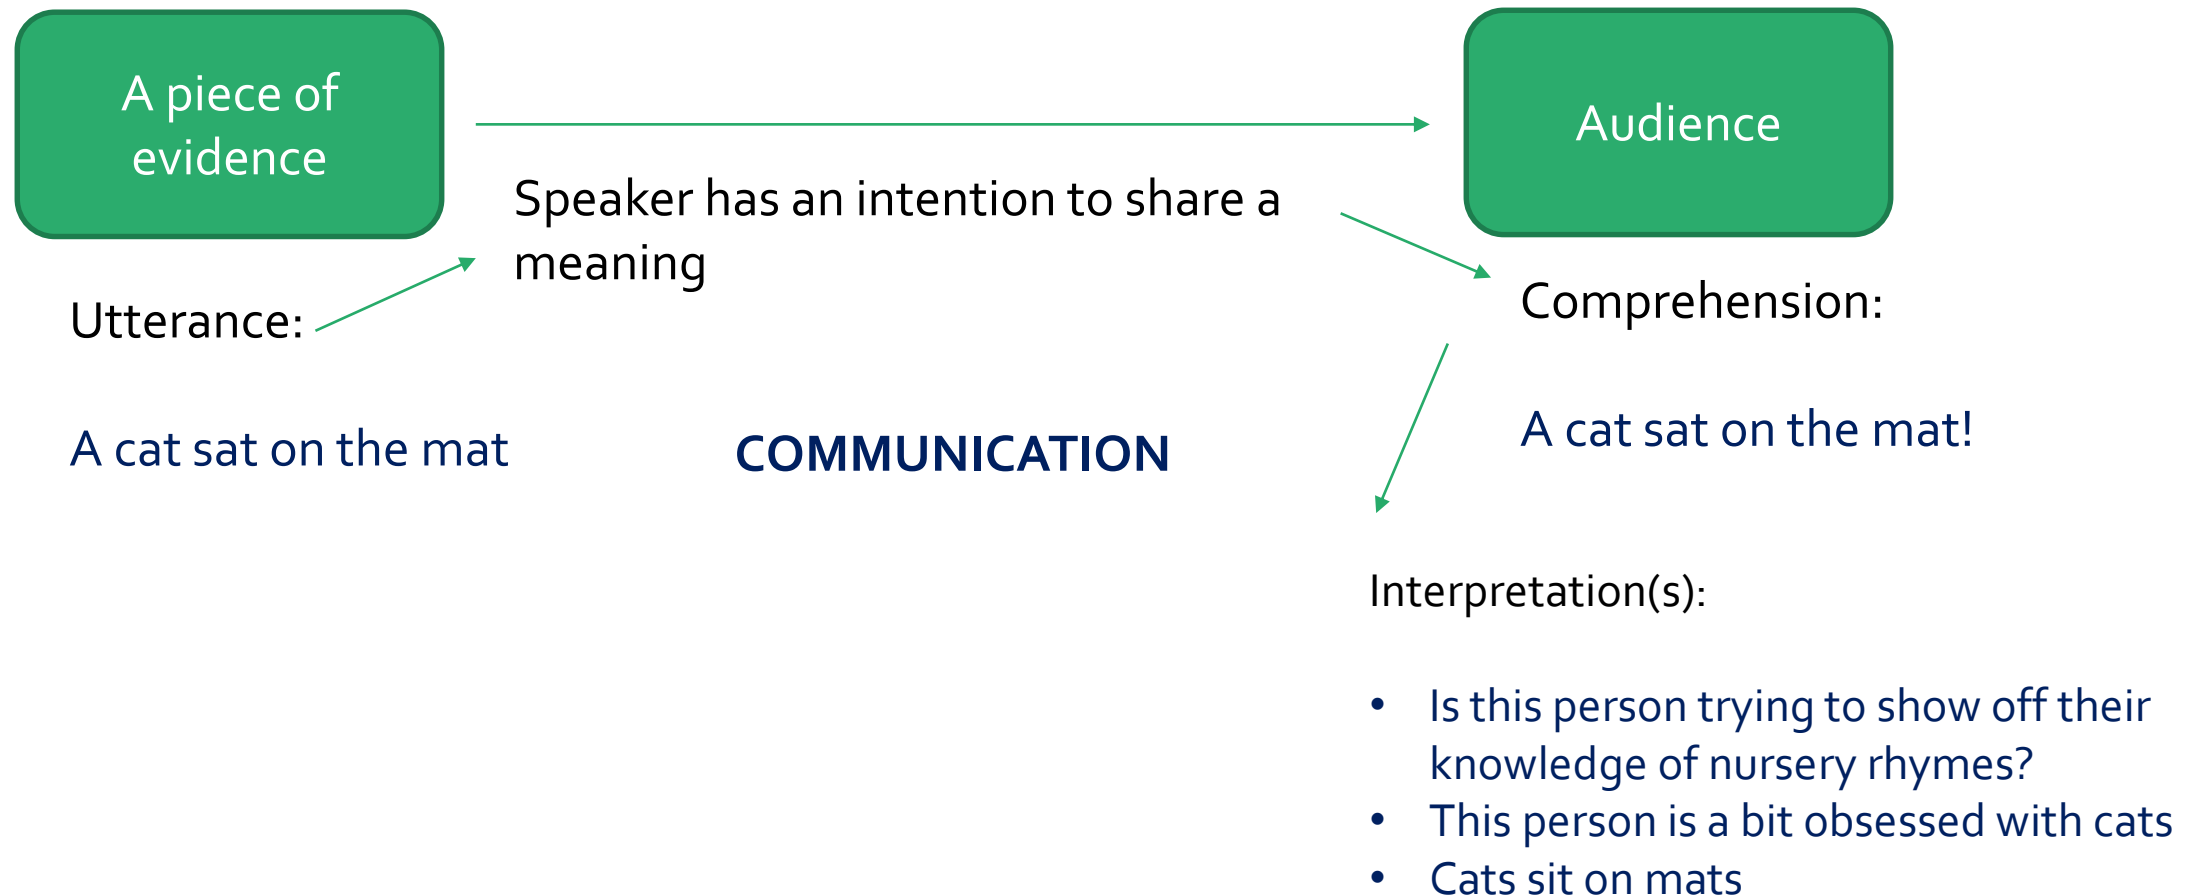 A piece of
evidence
Audience
Speaker has an intention to share a
meaning
Utterance:
Comprehension:
A cat sat on the mat
COMMUNICATION
A cat sat on the mat!
Interpretation(s):
• Is this person trying to show off their
knowledge of nursery rhymes?
• This person is a bit obsessed with cats
• Cats sit on mats